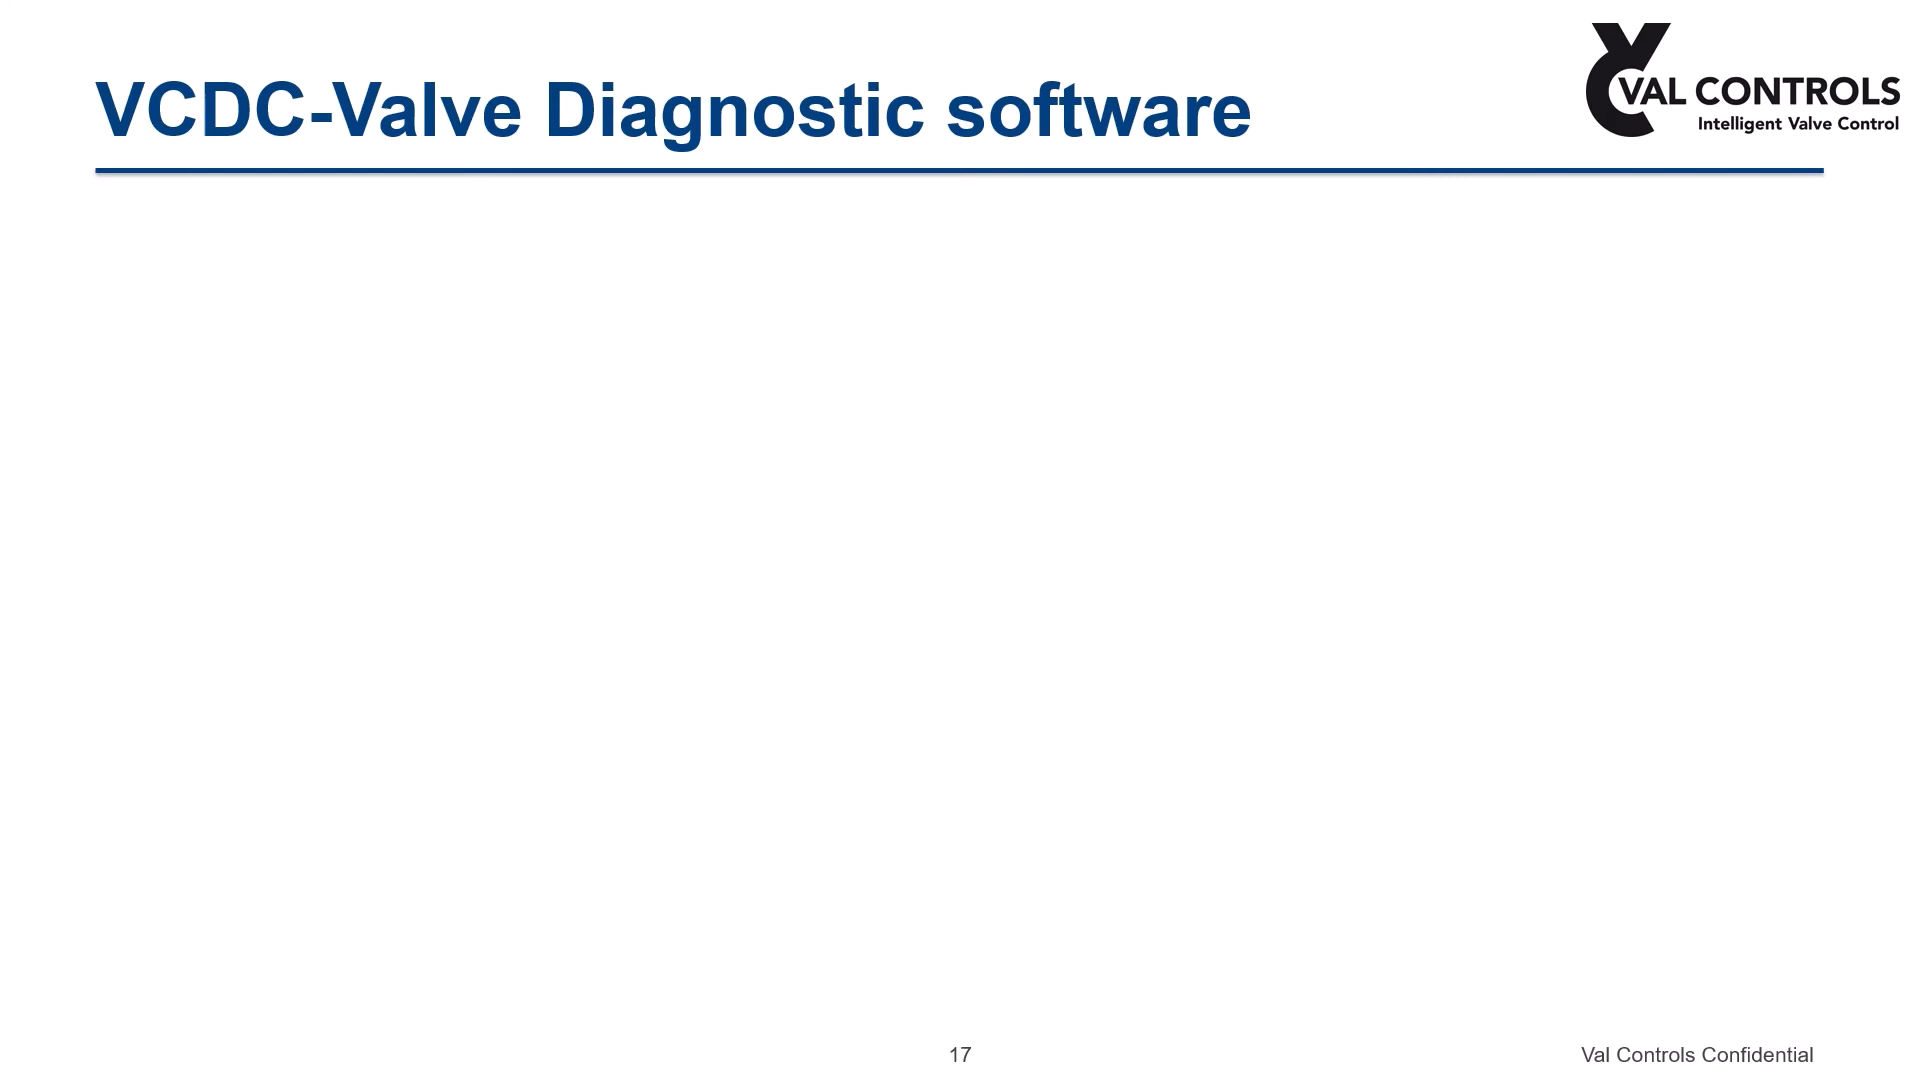 VCDC-Valve Diagnostic software
VAL CONTROLS
Intelligent Valve Control
17
Val Controls Confidential